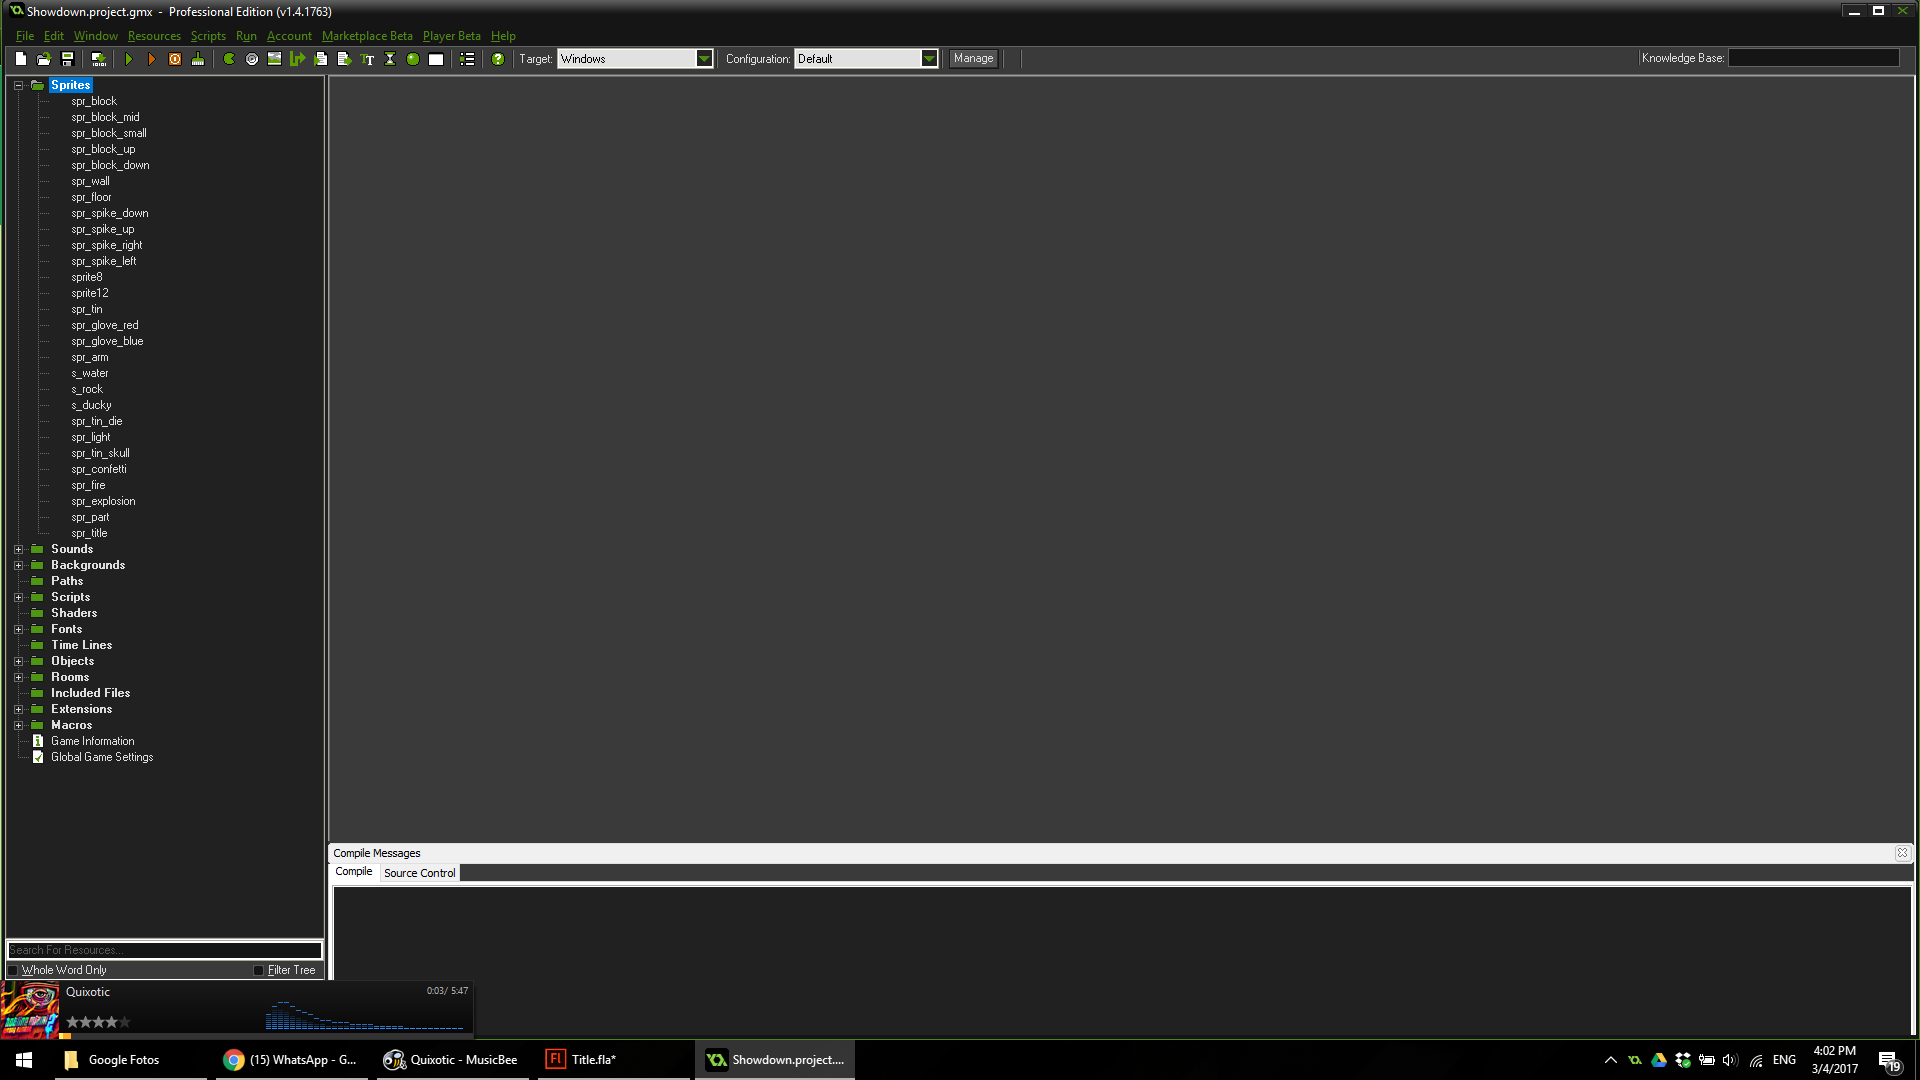 Showdown.project.gmx - Professional Edition (v1.4.1763)
File Edit Window Resources Scripts Run Account Marketplace Beta Player Beta Help
Target: Windows Configuration: Default Manage Knowledge Base:
Sprites
spr_block
spr_block_mid
spr_block_small
spr_block_up
spr_block_down
spr_wall
spr_floor
spr_spike_down
spr_spike_up
spr_spike_right
spr_spike_left
sprite8
sprite12
spr_tin
spr_glove_red
spr_glove_blue
spr_arm
s_water
s_rock
s_ducky
spr_tin_die
spr_light
spr_tin_skull
spr_confetti
spr_fire
spr_explosion
spr_part
spr_title
Sounds
Backgrounds
Paths
Scripts
Shaders
Fonts
Time Lines
Objects
Rooms
Included Files
Extensions
Macros
Game Information
Global Game Settings
Compile Messages
Compile Source Control
Search For Resources...
Whole Word Only Filter Tree
Quixotic 0:03/ 5:47
Google Fotos
(15) WhatsApp - G...
Quixotic - MusicBee
Fl Title.fla*
Showdown.project....
ENG
4:02 PM
3/4/2017
19